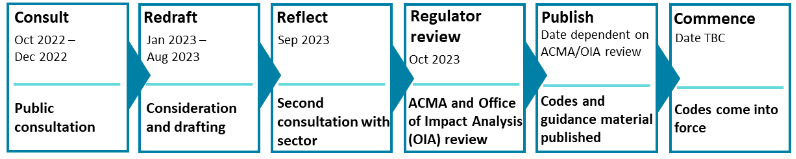 Consult
Oct 2022 –
Dec 2022
Public
consultation
Redraft
Jan 2023 –
Aug 2023
Consideration
and drafting
Reflect
Sep 2023
Second
consultation with
sector
Regulator
review
Oct 2023
ACMA and Office
of Impact Analysis
(OIA) review
Publish
Date dependent on
ACMA/OIA review
Codes and
guidance material
published
Commence
Date TBC
Codes come into
force